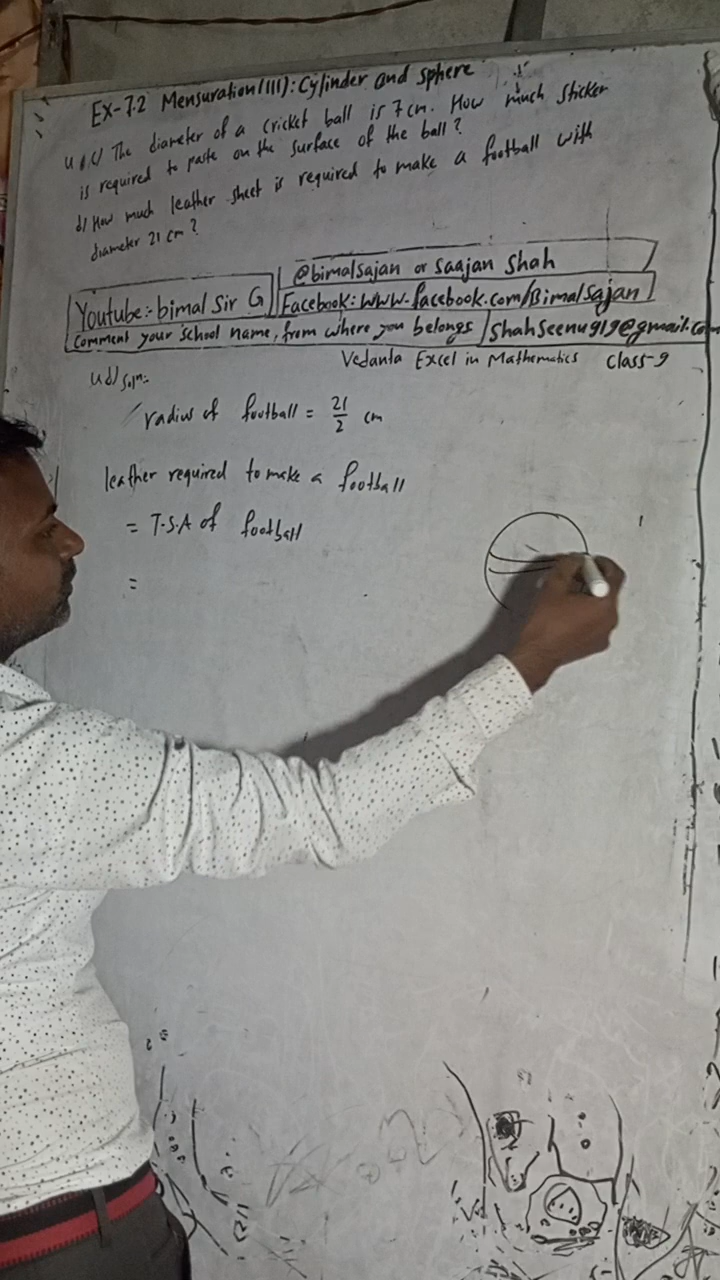 Ex-7.2 Mensuration(III): Cylinder and sphere
4 c) The diameter of a cricket ball is 7 cm. How much sticker
is required to paste on the surface of the ball?
d) How much leather sheet is required to make a football with
diameter 21 cm?
@bimalsajan or Saajan Shah
Youtube:- bimal Sir G
Facebook: www.facebook.com/Bimalsajan
Comment your school name, from where you belongs
shahseenu919@gmail.com
Vedanta Excel in Mathematics class-9
4d) Soln:-
radius of football = 21/2 cm
leather required to make a football
= T.S.A of football
=